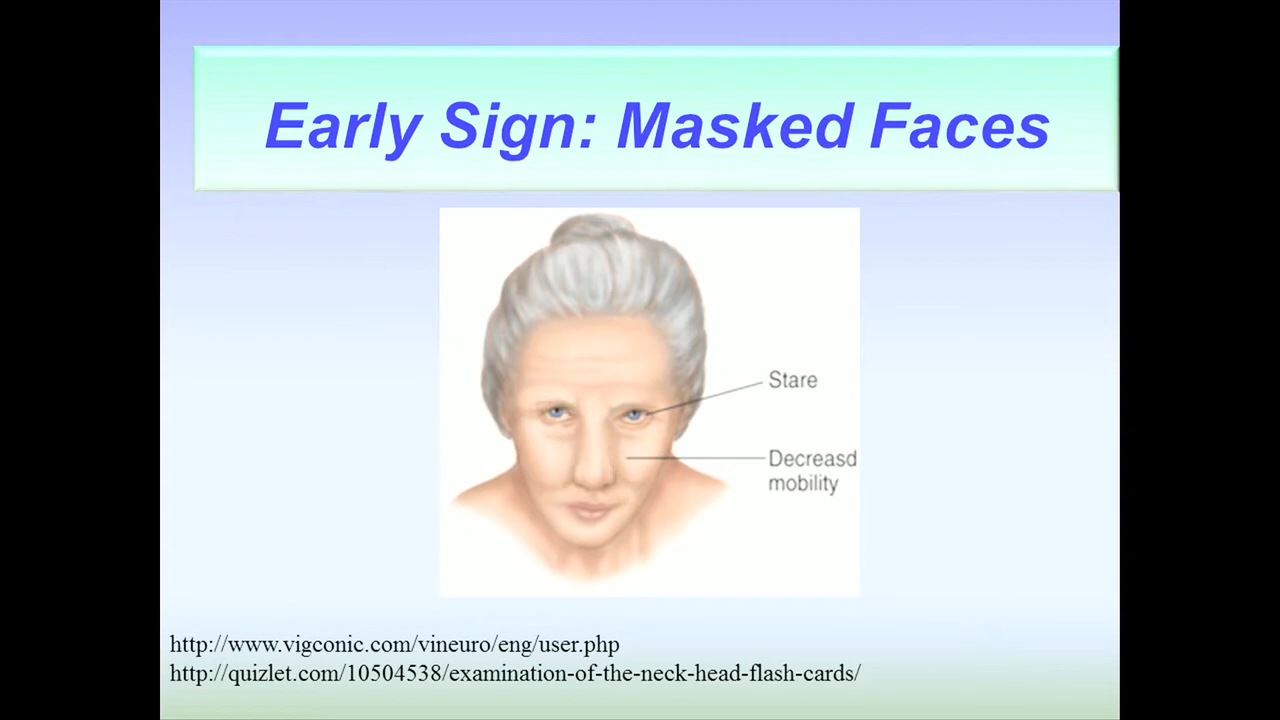 Early Sign: Masked Faces
Stare
Decreasd
mobility
http://www.vigconic.com/vineuro/eng/user.php
http://quizlet.com/10504538/examination-of-the-neck-head-flash-cards/